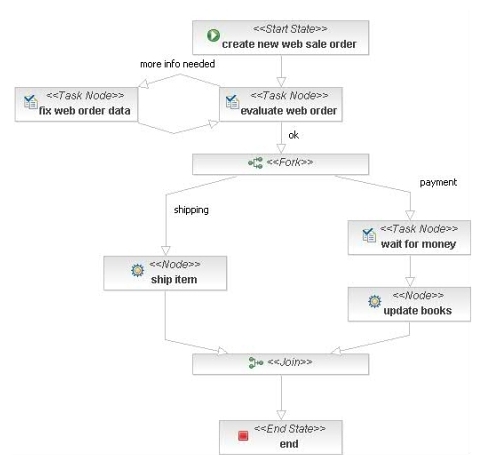 <<Start State>>
create new web sale order
more info needed
<<Task Node>>
fix web order data
<<Task Node>>
evaluate web order
ok
<<Fork>>
payment
shipping
<<Task Node>>
wait for money
<<Node>>
ship item
<<Node>>
update books
<<Join>>
<<End State>>
end